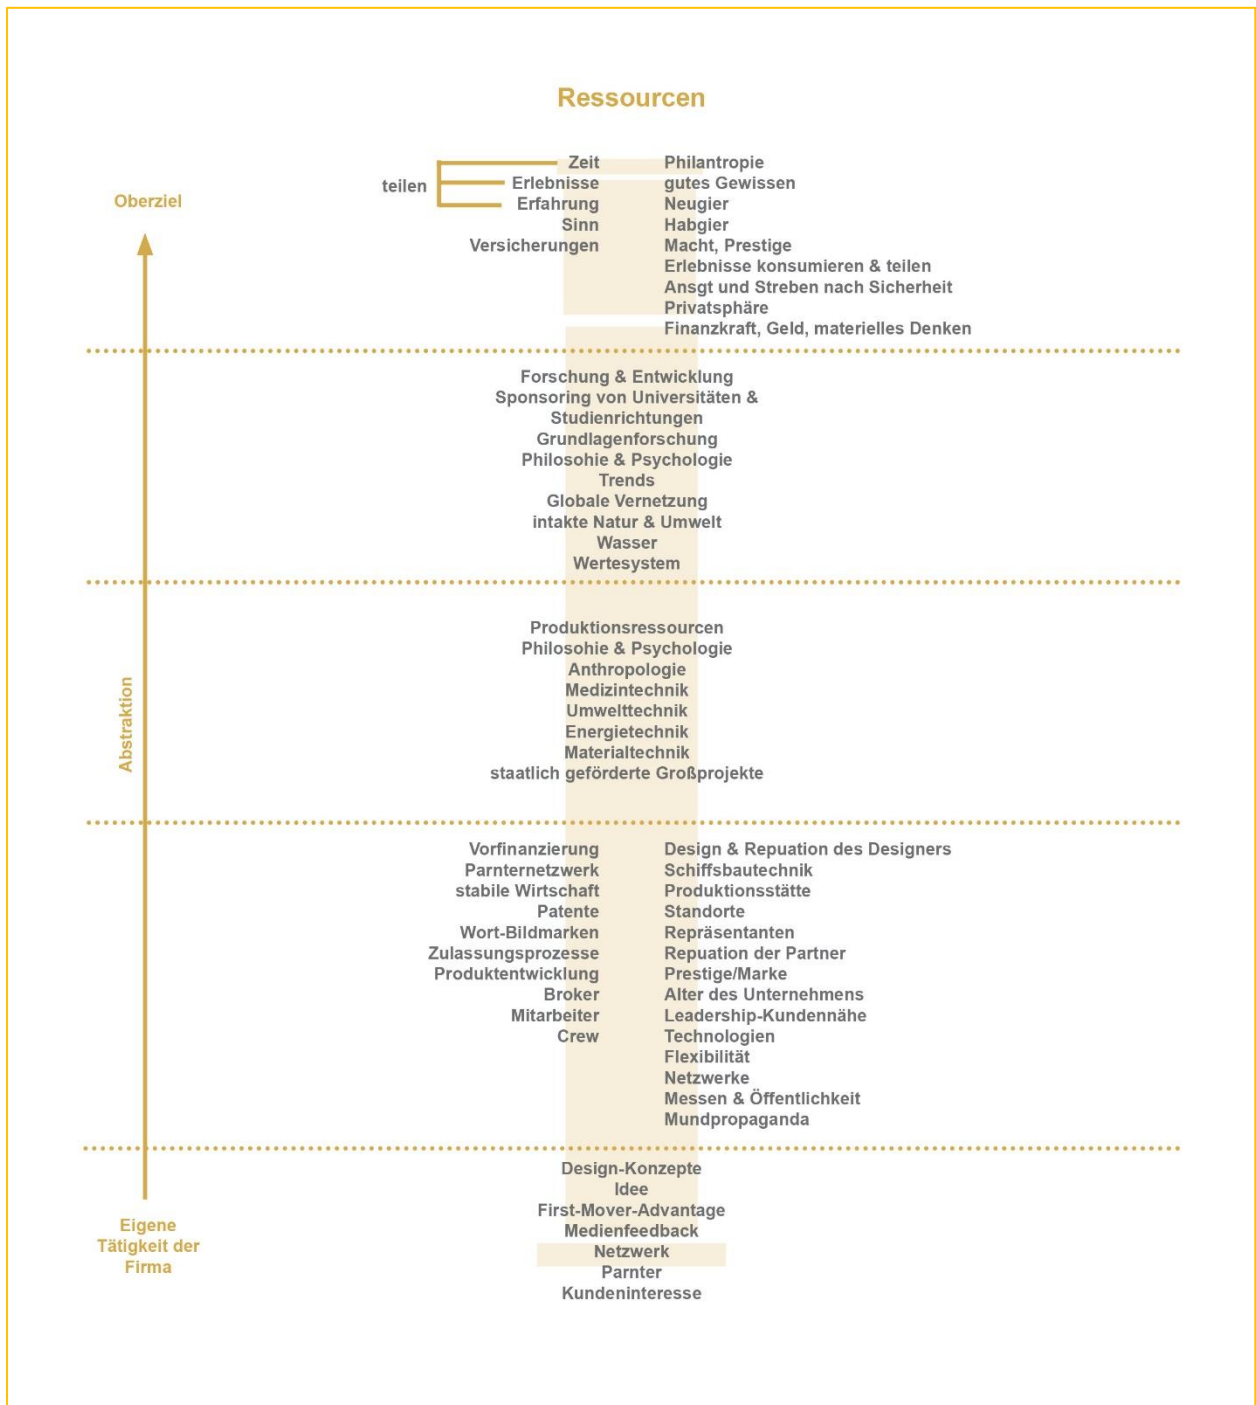 Ressourcen
teilen
Zeit
Erlebnisse
Erfahrung
Sinn
Versicherungen
Philantropie
gutes Gewissen
Neugier
Habgier
Macht, Prestige
Erlebnisse konsumieren & teilen
Ansgt und Streben nach Sicherheit
Privatsphäre
Finanzkraft, Geld, materielles Denken
Oberziel
Forschung & Entwicklung
Sponsoring von Universitäten &
Studienrichtungen
Grundlagenforschung
Philosohie & Psychologie
Trends
Globale Vernetzung
intakte Natur & Umwelt
Wasser
Wertesystem
Abstraktion
Produktionsressourcen
Philosohie & Psychologie
Anthropologie
Medizintechnik
Umwelttechnik
Energietechnik
Materialtechnik
staatlich geförderte Großprojekte
Vorfinanzierung
Parnternetzwerk
stabile Wirtschaft
Patente
Wort-Bildmarken
Zulassungsprozesse
Produktentwicklung
Broker
Mitarbeiter
Crew
Design & Repuation des Designers
Schiffsbautechnik
Produktionsstätte
Standorte
Repräsentanten
Repuation der Partner
Prestige/Marke
Alter des Unternehmens
Leadership-Kundennähe
Technologien
Flexibilität
Netzwerke
Messen & Öffentlichkeit
Mundpropaganda
Design-Konzepte
Idee
First-Mover-Advantage
Medienfeedback
Netzwerk
Parnter
Kundeninteresse
Eigene
Tätigkeit der
Firma